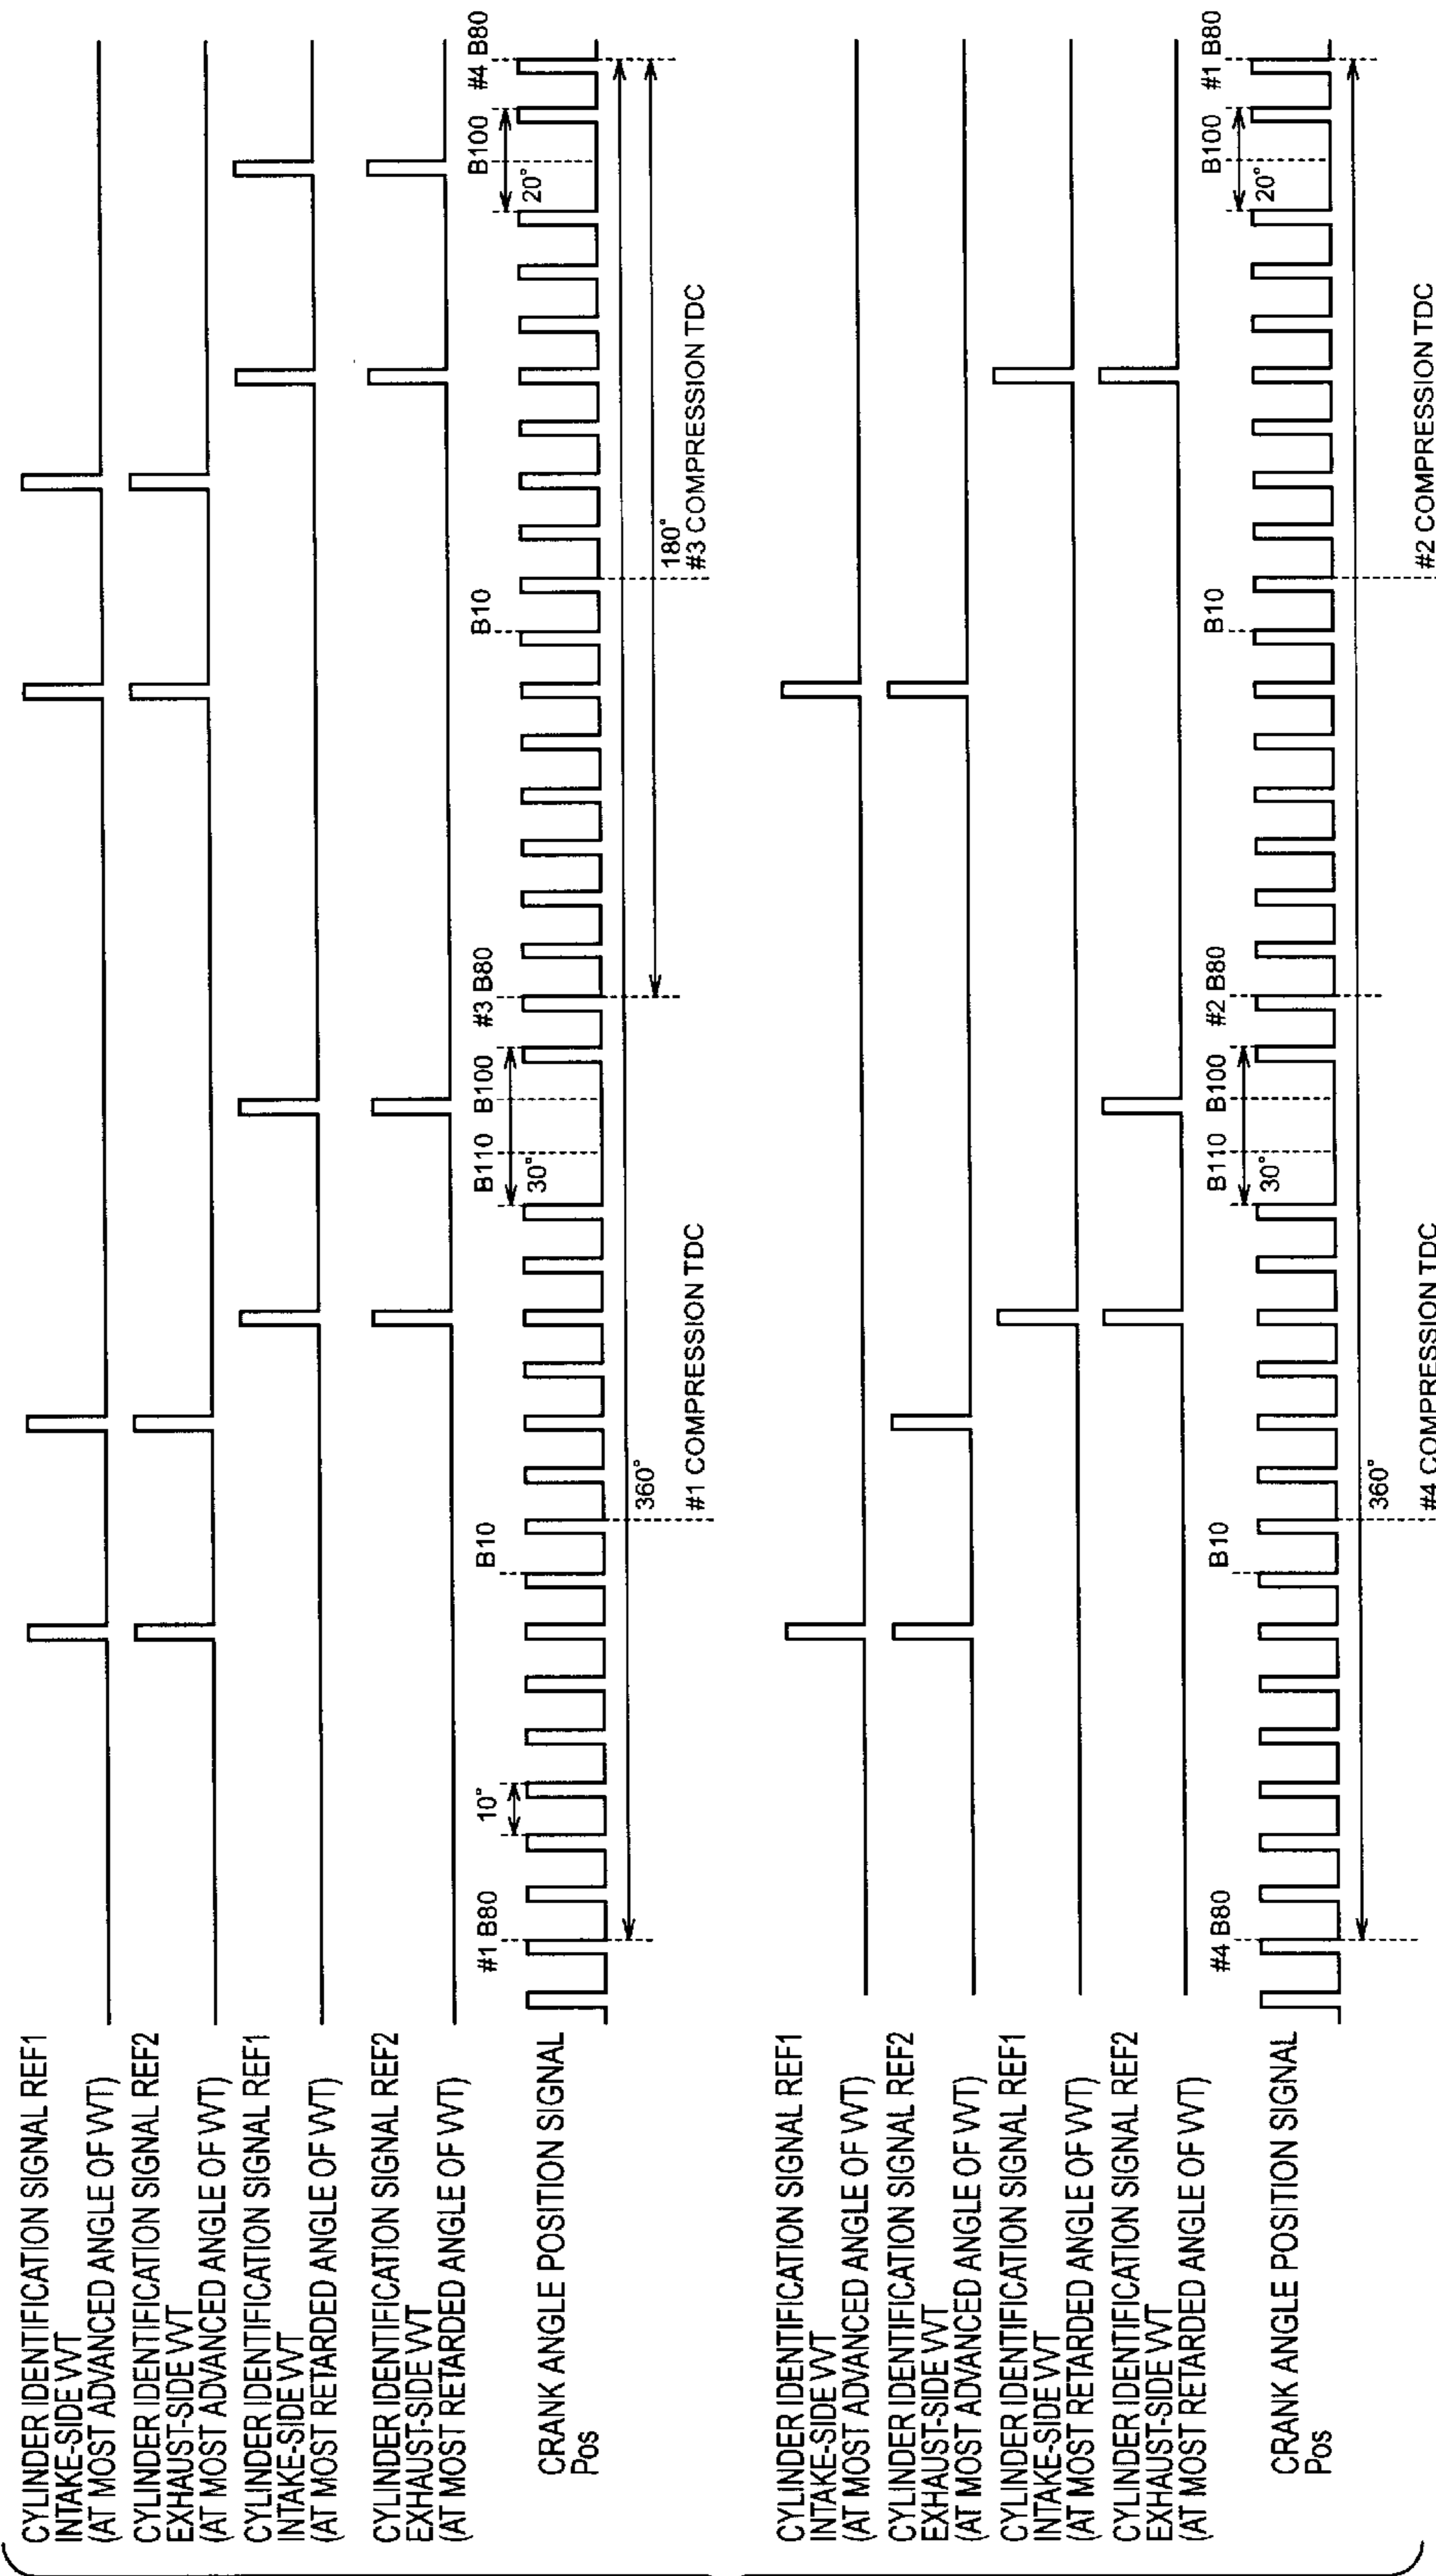 CYLINDER IDENTIFICATION SIGNAL REF1
INTAKE-SIDE VVT
(AT MOST ADVANCED ANGLE OF VVT)
CYLINDER IDENTIFICATION SIGNAL REF2
EXHAUST-SIDE VVT
(AT MOST ADVANCED ANGLE OF VVT)
CYLINDER IDENTIFICATION SIGNAL REF1
INTAKE-SIDE VVT
(AT MOST RETARDED ANGLE OF VVT)
CYLINDER IDENTIFICATION SIGNAL REF2
EXHAUST-SIDE VVT
(AT MOST RETARDED ANGLE OF VVT)
#1 B80
10°
B10
B110
B100
#3 B80
B10
B100
#4 B80
30°
20°
CRANK ANGLE POSITION SIGNAL
Pos
360°
180°
#1 COMPRESSION TDC
#3 COMPRESSION TDC
CYLINDER IDENTIFICATION SIGNAL REF1
INTAKE-SIDE VVT
(AT MOST ADVANCED ANGLE OF VVT)
CYLINDER IDENTIFICATION SIGNAL REF2
EXHAUST-SIDE VVT
(AT MOST ADVANCED ANGLE OF VVT)
CYLINDER IDENTIFICATION SIGNAL REF1
INTAKE-SIDE VVT
(AT MOST RETARDED ANGLE OF VVT)
CYLINDER IDENTIFICATION SIGNAL REF2
EXHAUST-SIDE VVT
(AT MOST RETARDED ANGLE OF VVT)
#4 B80
B10
B110
B100
#2 B80
B10
B100
#1 B80
30°
20°
CRANK ANGLE POSITION SIGNAL
Pos
360°
#4 COMPRESSION TDC
#2 COMPRESSION TDC